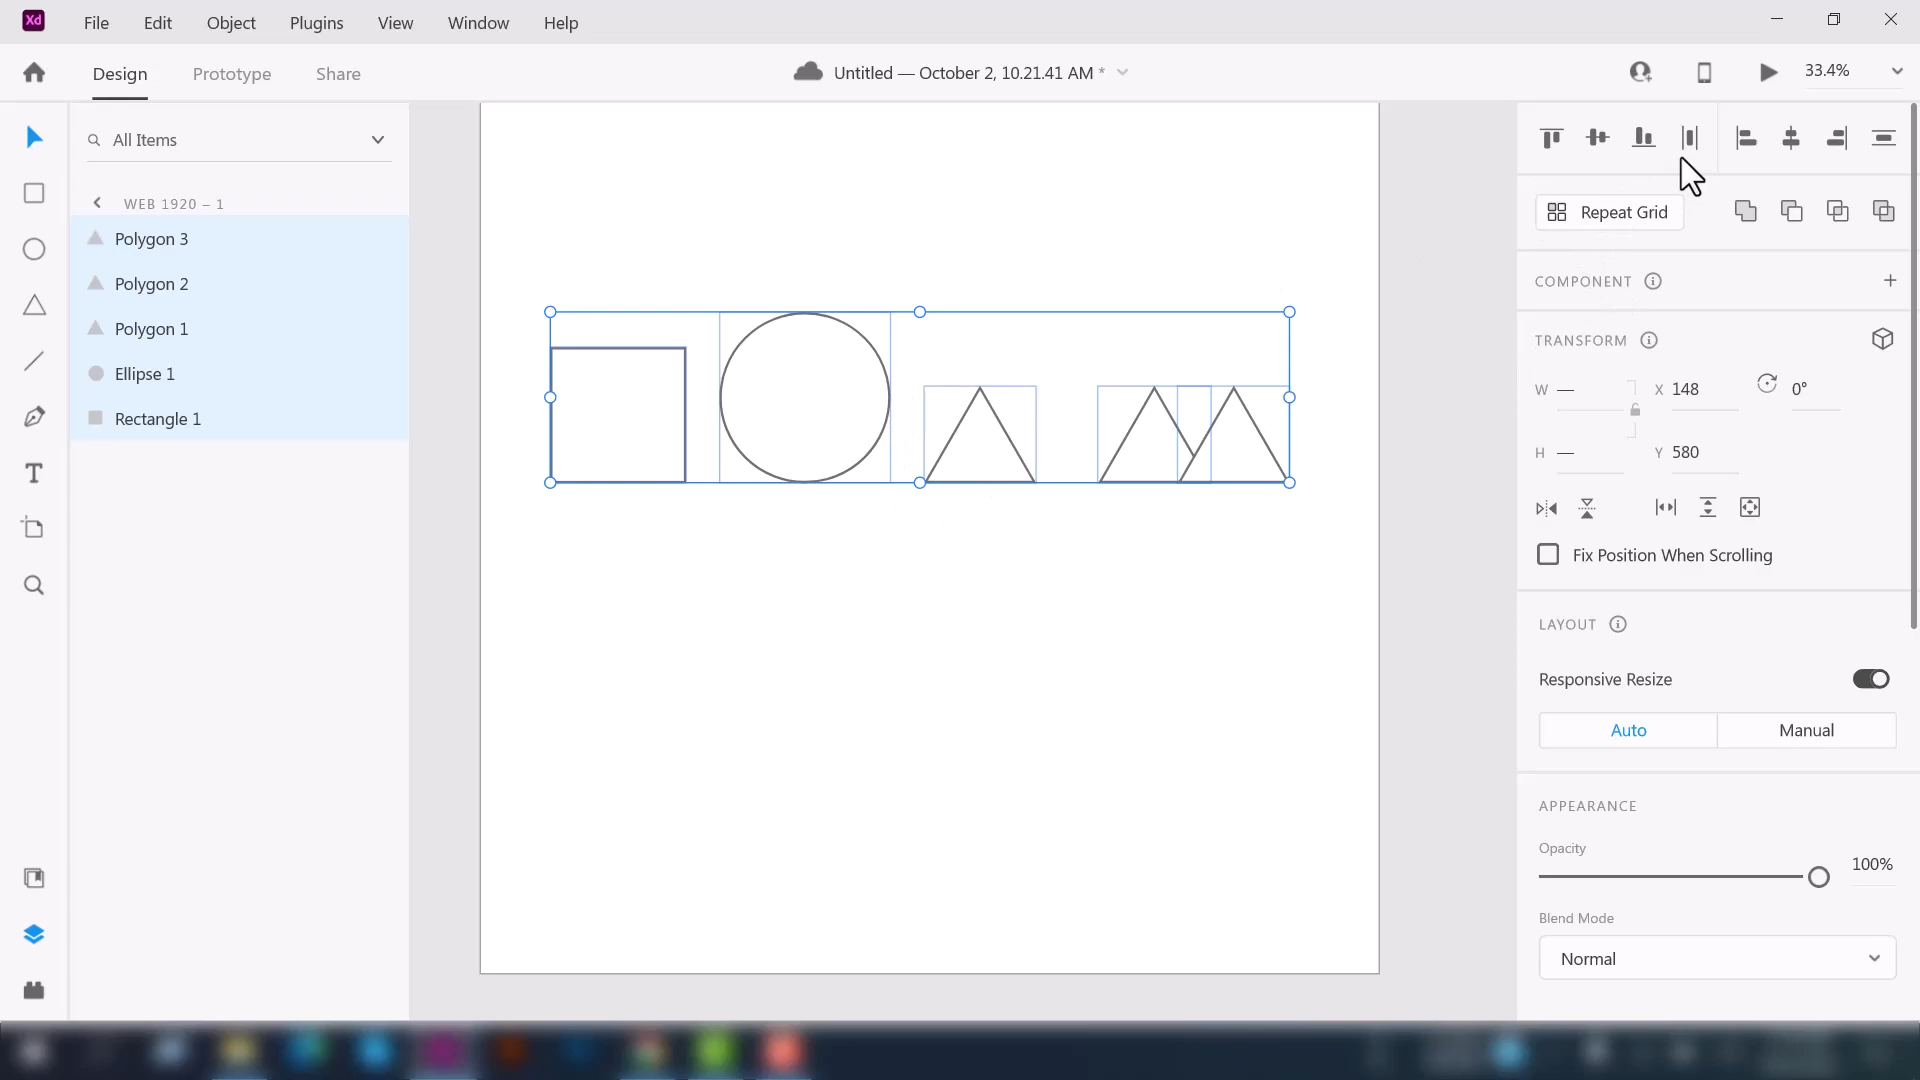 Xd File Edit Object Plugins View Window Help
Design Prototype Share Untitled — October 2, 10.21.41 AM * 33.4%
All Items
WEB 1920 – 1
Polygon 3
Polygon 2
Polygon 1
Ellipse 1
Rectangle 1
Repeat Grid
COMPONENT
TRANSFORM
W — X 148 0°
H — Y 580
Fix Position When Scrolling
LAYOUT
Responsive Resize
Auto Manual
APPEARANCE
Opacity
100%
Blend Mode
Normal